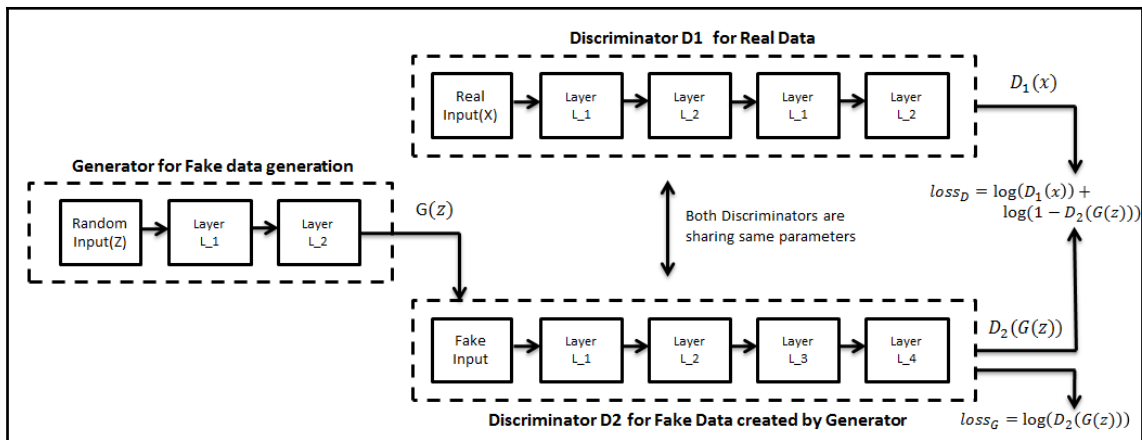 Discriminator D1 for Real Data
Real
Input(X)
Layer
L_1
Layer
L_2
Layer
L_1
Layer
L_2
D₁(x)
Generator for Fake data generation
Random
Input(Z)
Layer
L_1
Layer
L_2
G(z)
Both Discriminators are
sharing same parameters
loss_D = log(D₁(x)) +
log(1 − D₂(G(z)))
Fake
Input
Layer
L_1
Layer
L_2
Layer
L_3
Layer
L_4
D₂(G(z))
Discriminator D2 for Fake Data created by Generator
loss_G = log(D₂(G(z)))